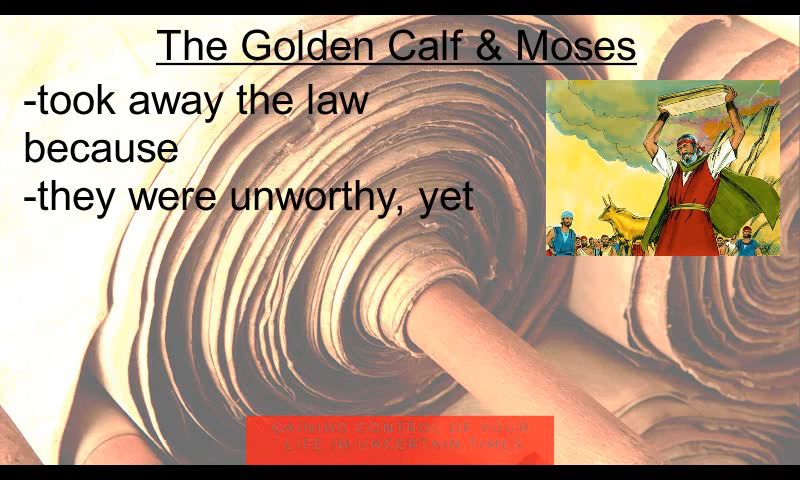 The Golden Calf & Moses
-took away the law
because
-they were unworthy, yet
GAINING CONTROL OF YOUR
LIFE IN UNCERTAIN TIMES